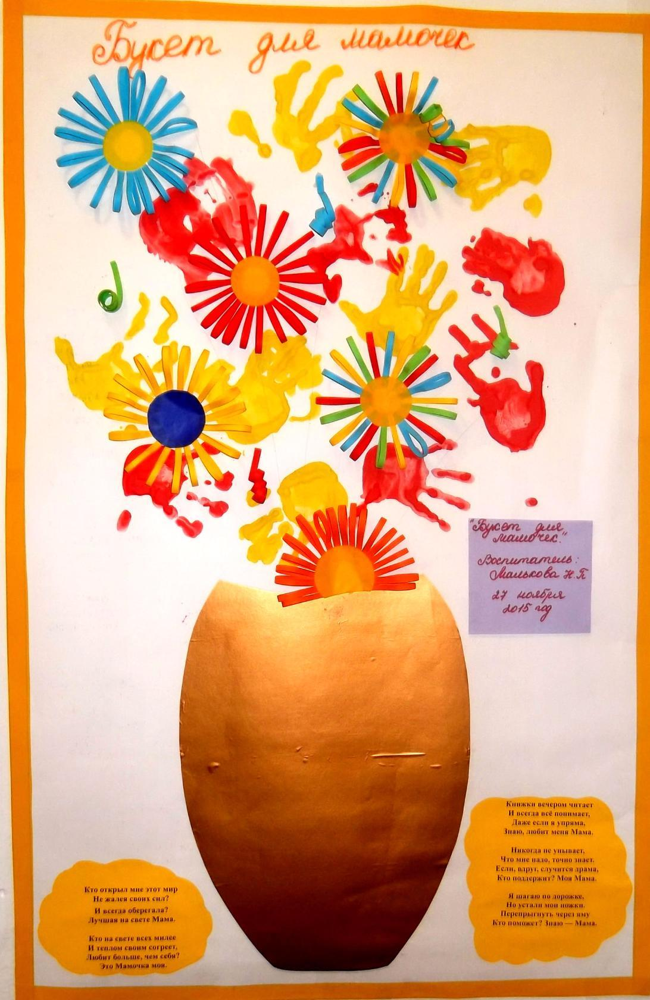 Букет для мамочек
"Букет для
мамочек."
Воспитатель:
Малькова Н.П
27 ноября
2015 год
Книжки вечером читает
И всегда всё понимает,
Даже если я упряма,
Знаю, любит меня Мама.
Никогда не унывает,
Что мне надо, точно знает.
Если, вдруг, случится драма,
Кто поддержит? Моя Мама.
Я шагаю по дорожке,
Но устали мои ножки.
Перепрыгнуть через яму
Кто поможет? Знаю — Мама.
Кто открыл мне этот мир
Не жалея своих сил?
И всегда оберегала?
Лучшая на свете Мама.
Кто на свете всех милее
И теплом своим согреет,
Любит больше, чем себя?
Это Мамочка моя.